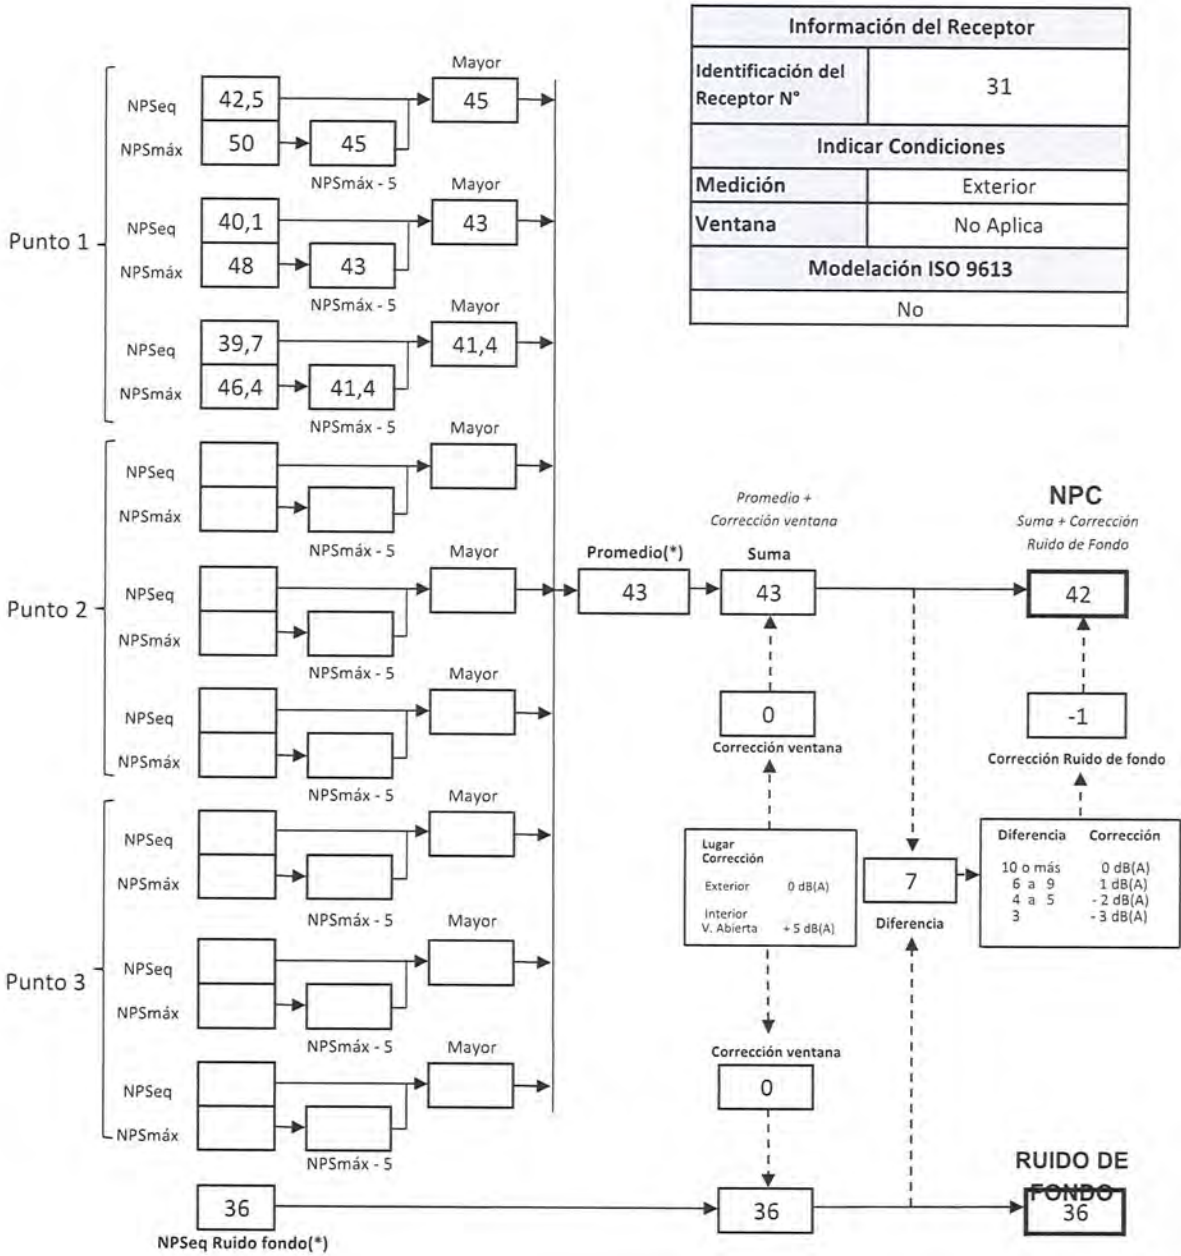 Información del Receptor
Identificación del Receptor N°
31
Indicar Condiciones
Medición
Exterior
Ventana
No Aplica
Modelación ISO 9613
No
Punto 1
Mayor
NPSeq
42,5
45
NPSmáx
50
45
NPSmáx - 5
Mayor
NPSeq
40,1
43
NPSmáx
48
43
NPSmáx - 5
Mayor
NPSeq
39,7
41,4
NPSmáx
46,4
41,4
NPSmáx - 5
Punto 2
Mayor
NPSeq
NPSmáx
NPSmáx - 5
Mayor
NPSeq
NPSmáx
NPSmáx - 5
Mayor
NPSeq
NPSmáx
NPSmáx - 5
Punto 3
Mayor
NPSeq
NPSmáx
NPSmáx - 5
Mayor
NPSeq
NPSmáx
NPSmáx - 5
Mayor
NPSeq
NPSmáx
NPSmáx - 5
Promedio(*)
43
Promedio +
Corrección ventana
Suma
43
NPC
Suma + Corrección
Ruido de Fondo
42
0
Corrección ventana
-1
Corrección Ruido de fondo
Lugar
Corrección
Exterior 0 dB(A)
Interior
V. Abierta + 5 dB(A)
7
Diferencia
Diferencia Corrección
10 o más 0 dB(A)
6 a 9 1 dB(A)
4 a 5 - 2 dB(A)
3 - 3 dB(A)
Corrección ventana
0
36
NPSeq Ruido fondo(*)
36
RUIDO DE
FONDO
36